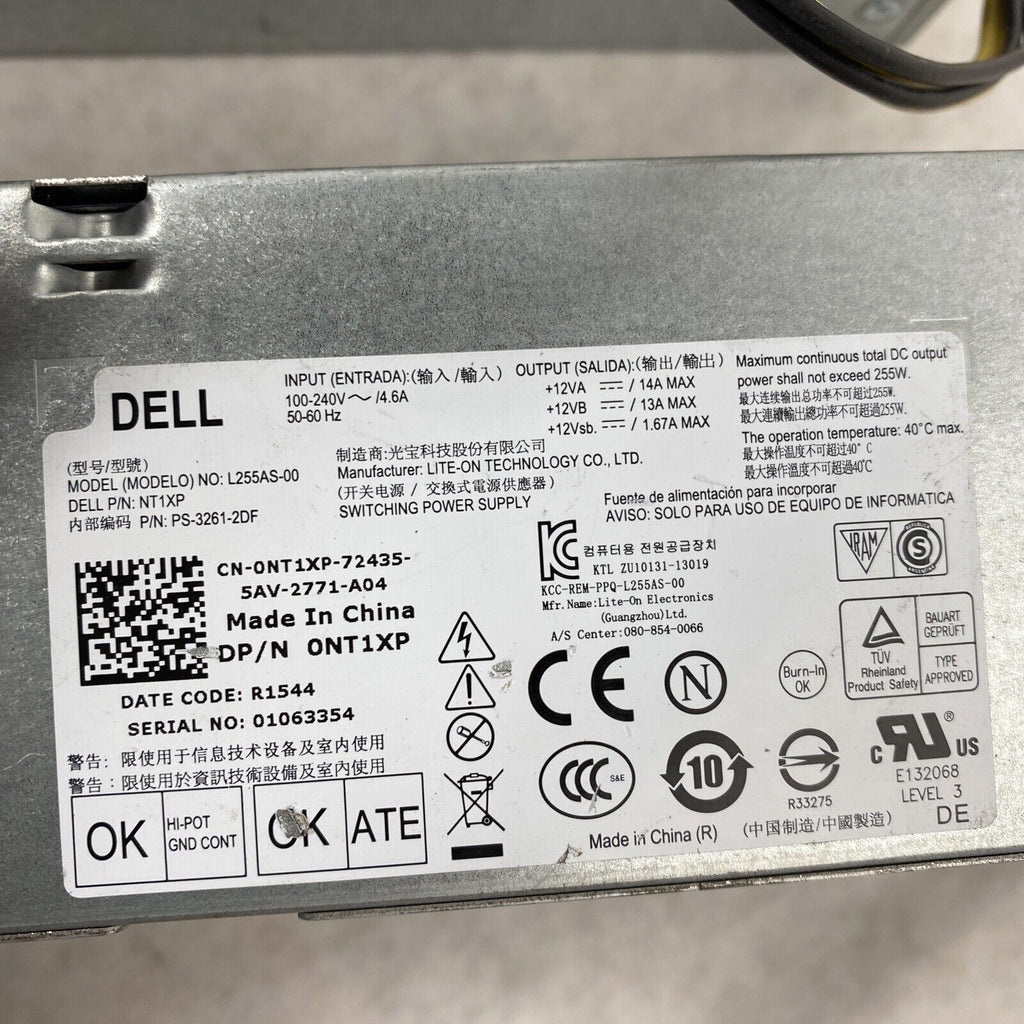 DELL
INPUT (ENTRADA):(输入/輸入)
100-240V～ /4.6A
50-60 Hz
OUTPUT (SALIDA):(输出/輸出)
+12VA ⎓ / 14A MAX
+12VB ⎓ / 13A MAX
+12Vsb. ⎓ / 1.67A MAX
Maximum continuous total DC output
power shall not exceed 255W.
最大连续输出总功率不可超过255W.
最大連續輸出總功率不可超過255W.
The operation temperature: 40°C max.
最大操作温度不可超过40°C
最大操作溫度不可超過40°C
(型号/型號)
MODEL (MODELO) NO: L255AS-00
DELL P/N: NT1XP
内部编码 P/N: PS-3261-2DF
制造商:光宝科技股份有限公司
Manufacturer: LITE-ON TECHNOLOGY CO., LTD.
(开关电源 / 交換式電源供應器)
SWITCHING POWER SUPPLY
Fuente de alimentación para incorporar
AVISO: SOLO PARA USO DE EQUIPO DE INFORMATICA
CN-0NT1XP-72435-
5AV-2771-A04
Made In China
DP/N 0NT1XP
DATE CODE: R1544
SERIAL NO: 01063354
警告: 限使用于信息技术设备及室内使用
警告: 限使用於資訊技術設備及室內使用
OK
HI-POT
GND CONT
OK
ATE
컴퓨터용 전원공급장치
KTL ZU10131-13019
KCC-REM-PPQ-L255AS-00
Mfr.Name:Lite-On Electronics
(Guangzhou)Ltd.
A/S Center:080-854-0066
IRAM
S
ARGENTINA
CE
N
Burn-In
OK
TÜV
Rheinland
Product Safety
BAUART
GEPRÜFT
TYPE
APPROVED
CCC
S&E
10
R33275
c RU ® US
E132068
LEVEL 3
DE
Made in China (R)
(中国制造/中國製造)